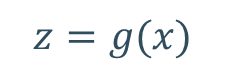 z = g(x)